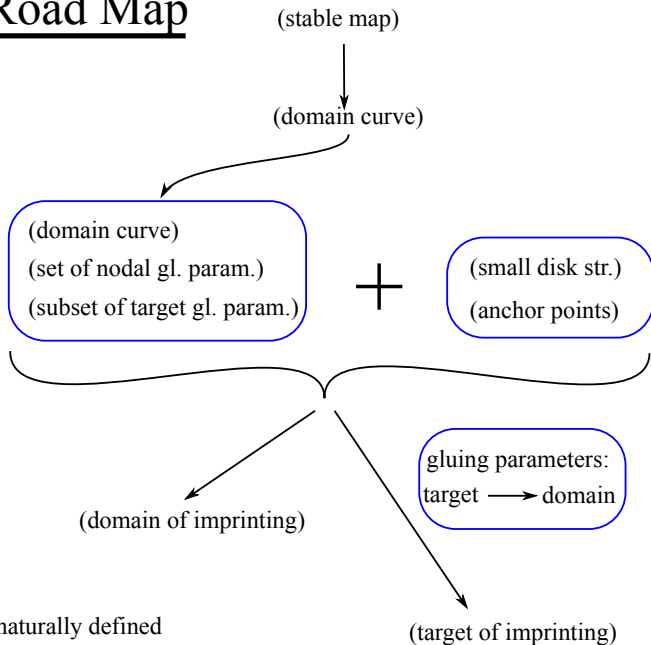 Road Map
(stable map)
(domain curve)
(domain curve)
(set of nodal gl. param.)
(subset of target gl. param.)
+
(small disk str.)
(anchor points)
gluing parameters:
target → domain
(domain of imprinting)
naturally defined
(target of imprinting)